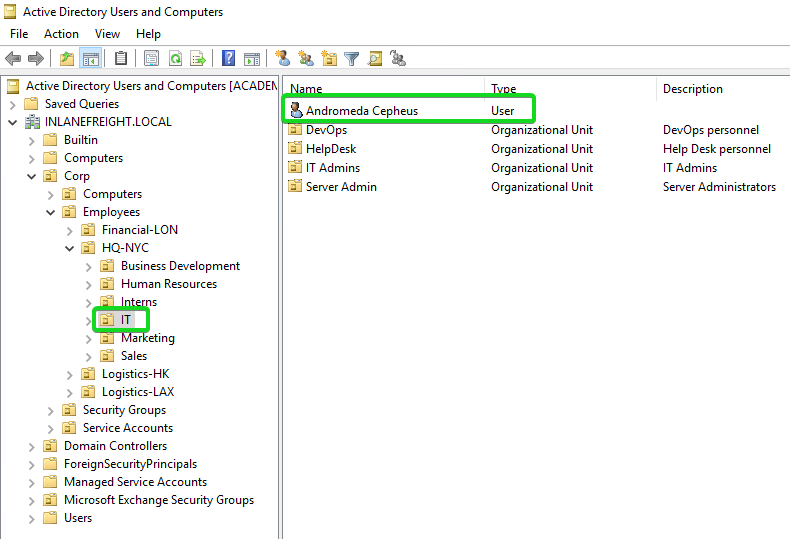 Active Directory Users and Computers
File Action View Help
Active Directory Users and Computers [ACADEM
Saved Queries
INLANEFREIGHT.LOCAL
Builtin
Computers
Corp
Computers
Employees
Financial-LON
HQ-NYC
Business Development
Human Resources
Interns
IT
Marketing
Sales
Logistics-HK
Logistics-LAX
Security Groups
Service Accounts
Domain Controllers
ForeignSecurityPrincipals
Managed Service Accounts
Microsoft Exchange Security Groups
Users
Name Type Description
Andromeda Cepheus User
DevOps Organizational Unit DevOps personnel
HelpDesk Organizational Unit Help Desk personnel
IT Admins Organizational Unit IT Admins
Server Admin Organizational Unit Server Administrators